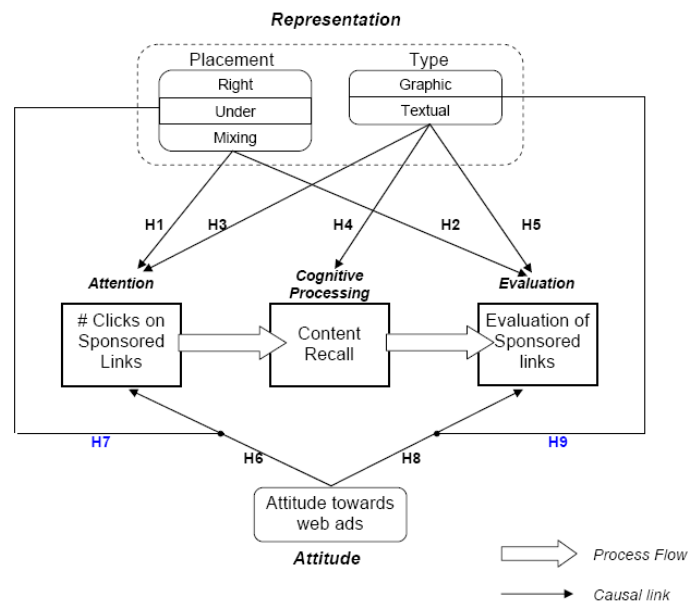 Representation
Placement
Type
Right
Under
Mixing
Graphic
Textual
H1
H3
H4
H2
H5
Attention
Cognitive
Processing
Evaluation
# Clicks on
Sponsored
Links
Content
Recall
Evaluation of
Sponsored
links
H7
H6
H8
H9
Attitude towards
web ads
Attitude
Process Flow
Causal link